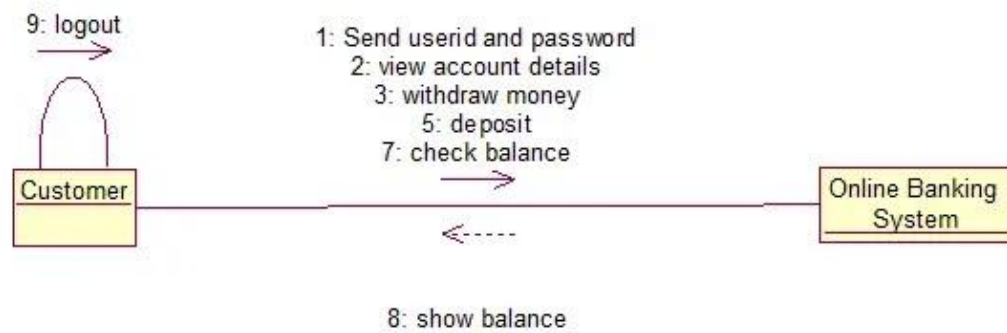 9: logout
1: Send userid and password
2: view account details
3: withdraw money
5: deposit
7: check balance
Customer
Online Banking
System
8: show balance